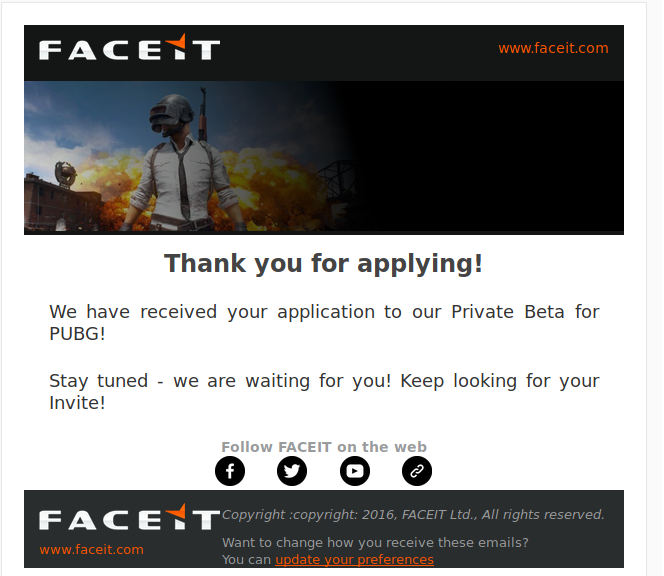 FACEIT www.faceit.com
Thank you for applying!
We have received your application to our Private Beta for
PUBG!
Stay tuned - we are waiting for you! Keep looking for your
Invite!
Follow FACEIT on the web
FACEIT Copyright :copyright: 2016, FACEIT Ltd., All rights reserved.
www.faceit.com Want to change how you receive these emails?
You can update your preferences